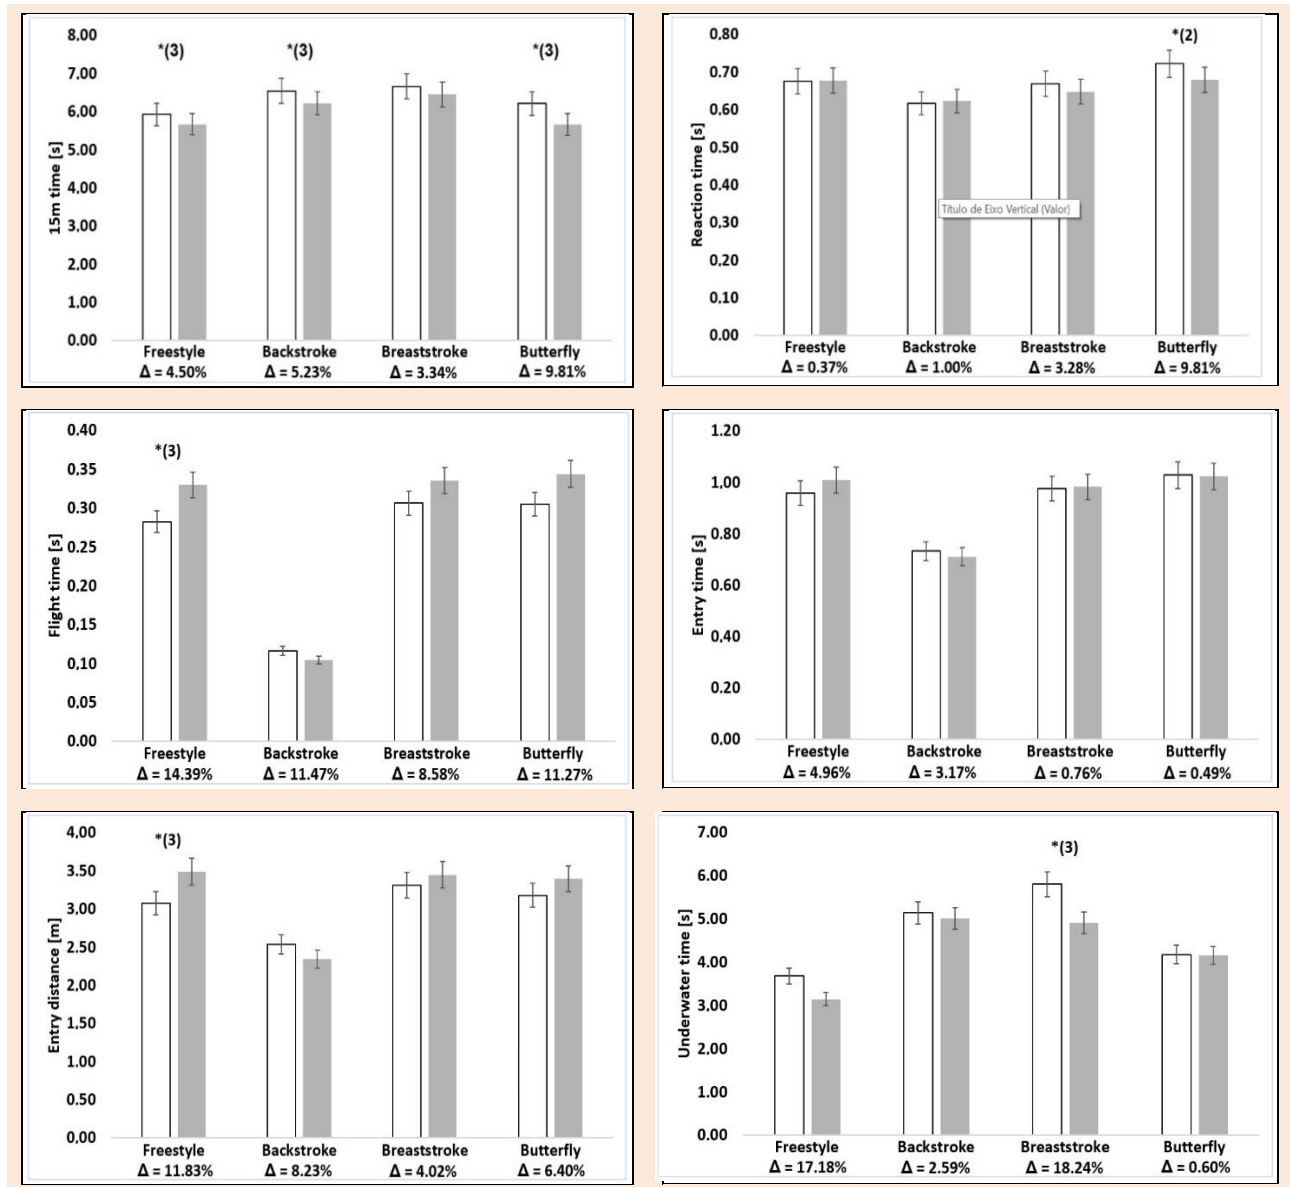 8.00
7.00
6.00
5.00
4.00
3.00
2.00
1.00
0.00
15m time [s]
*(3) *(3) *(3)
Freestyle Backstroke Breaststroke Butterfly
Δ = 4.50% Δ = 5.23% Δ = 3.34% Δ = 9.81%
0.80
0.70
0.60
0.50
0.40
0.30
0.20
0,10
0.00
Reaction time [s]
*(2)
Título de Eixo Vertical (Valor)
Freestyle Backstroke Breaststroke Butterfly
Δ = 0.37% Δ = 1.00% Δ = 3.28% Δ = 9.81%
0.40
0.35
0.30
0.25
0.20
0.15
0.10
0.05
0.00
Flight time [s]
*(3)
Freestyle Backstroke Breaststroke Butterfly
Δ = 14.39% Δ = 11.47% Δ = 8.58% Δ = 11.27%
1.20
1.00
0.80
0.60
0.40
0.20
0.00
Entry time [s]
Freestyle Backstroke Breaststroke Butterfly
Δ = 4.96% Δ = 3.17% Δ = 0.76% Δ = 0.49%
4,00
3.50
3.00
2.50
2.00
1.50
1.00
0.50
0.00
Entry distance [m]
*(3)
Freestyle Backstroke Breaststroke Butterfly
Δ = 11.83% Δ = 8.23% Δ = 4.02% Δ = 6.40%
7.00
6.00
5.00
4.00
3.00
2.00
1.00
0.00
Underwater time [s]
*(3)
Freestyle Backstroke Breaststroke Butterfly
Δ = 17.18% Δ = 2.59% Δ = 18.24% Δ = 0.60%